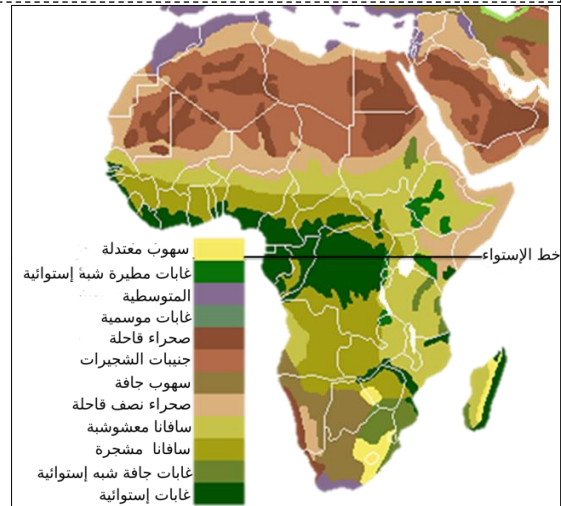 سهوب معتدلة
خط الإستواء
غابات مطيرة شبه إستوائية
المتوسطية
غابات موسمية
صحراء قاحلة
جنيبات الشجيرات
سهوب جافة
صحراء نصف قاحلة
سافانا معشوشبة
سافانا مشجرة
غابات جافة شبه إستوائية
غابات إستوائية